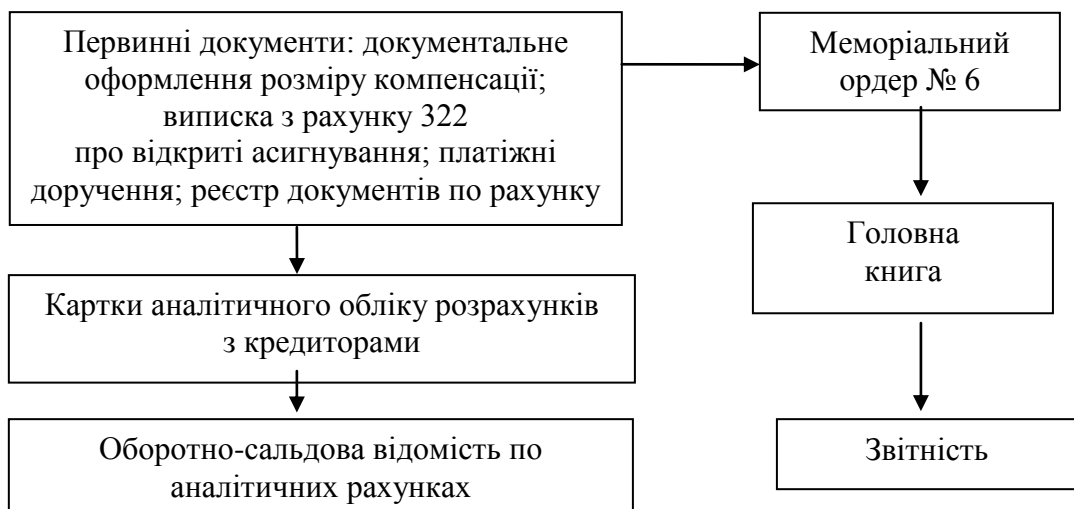 Первинні документи: документальне
оформлення розміру компенсації;
виписка з рахунку 322
про відкриті асигнування; платіжні
доручення; реєстр документів по рахунку
Меморіальний
ордер № 6
Картки аналітичного обліку розрахунків
з кредиторами
Головна
книга
Оборотно-сальдова відомість по
аналітичних рахунках
Звітність